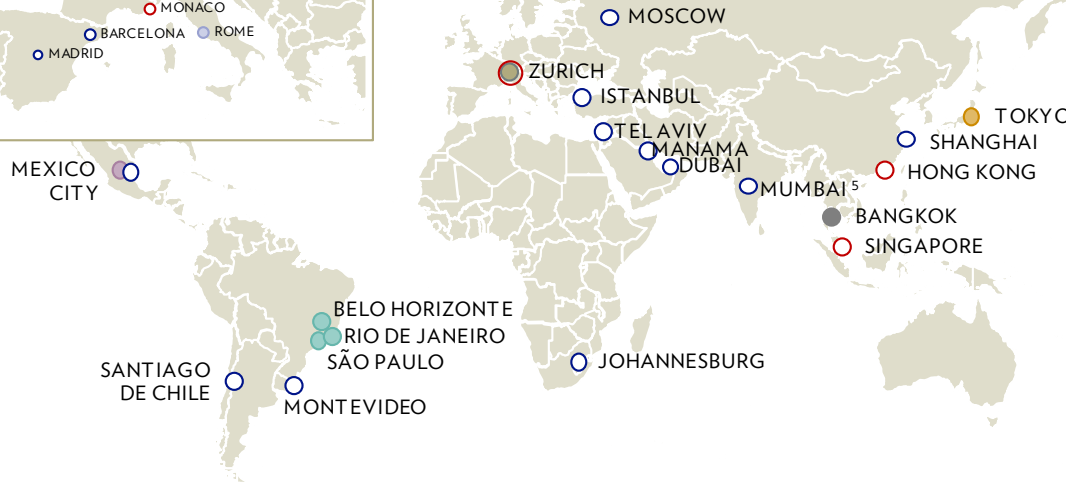 MONACO
BARCELONA
ROME
MADRID
MOSCOW
ZURICH
ISTANBUL
TEL AVIV
MANAMA
DUBAI
MUMBAI 5
TOKYO
SHANGHAI
HONG KONG
BANGKOK
SINGAPORE
MEXICO
CITY
BELO HORIZONTE
RIO DE JANEIRO
SÃO PAULO
SANTIAGO
DE CHILE
MONTEVIDEO
JOHANNESBURG